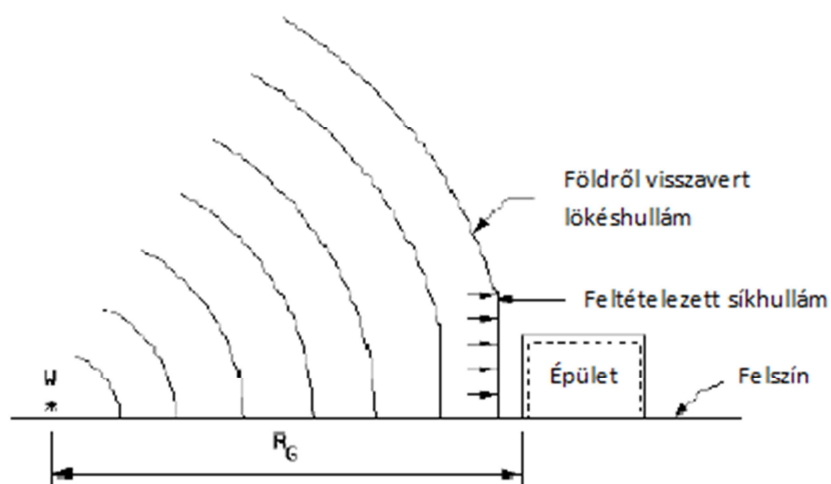 Földről visszavert
lökéshullám
Feltételezett síkhullám
W
*
Épület
Felszín
R_G